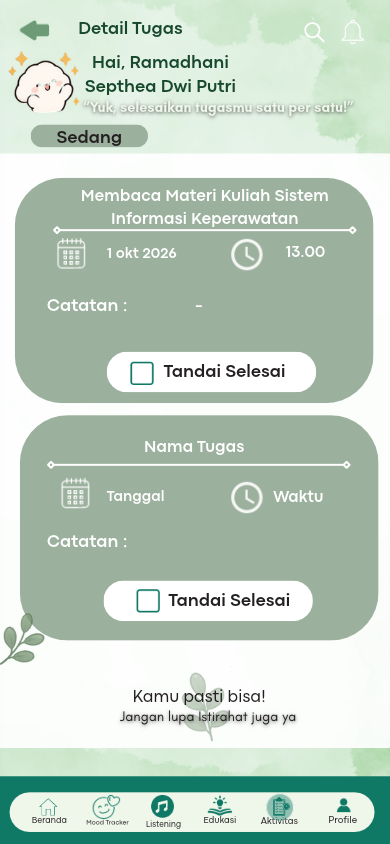 Detail Tugas
Hai, Ramadhani
Septhea Dwi Putri
“Yuk, selesaikan tugasmu satu per satu!”
Sedang
Membaca Materi Kuliah Sistem
Informasi Keperawatan
1 okt 2026
13.00
Catatan : -
Tandai Selesai
Nama Tugas
Tanggal
Waktu
Catatan :
Tandai Selesai
Kamu pasti bisa!
Jangan lupa istirahat juga ya
Beranda
Mood Tracker
Listening
Edukasi
Aktivitas
Profile